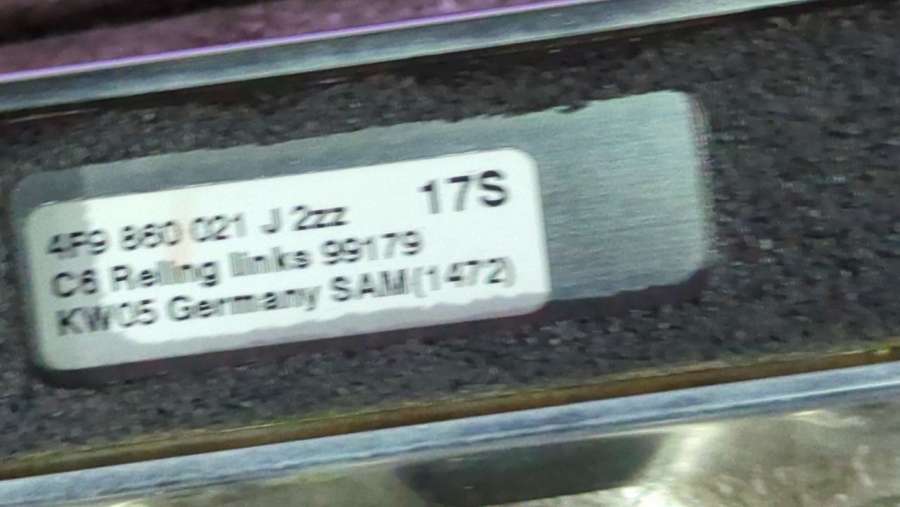 17S
4F9 860 021 J 2zz
C6 Reling links 99179
KW05 Germany SAM(1472)